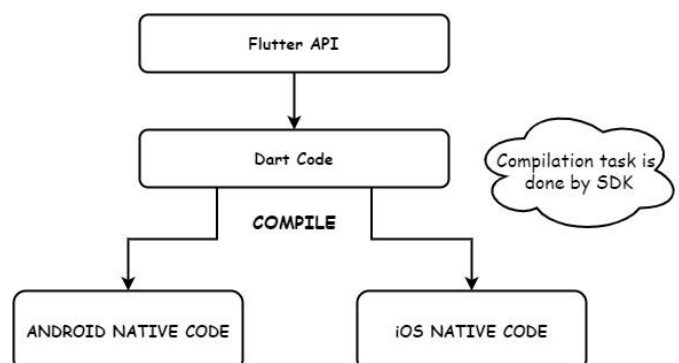 Flutter API
Dart Code
Compilation task is
done by SDK
COMPILE
ANDROID NATIVE CODE
iOS NATIVE CODE